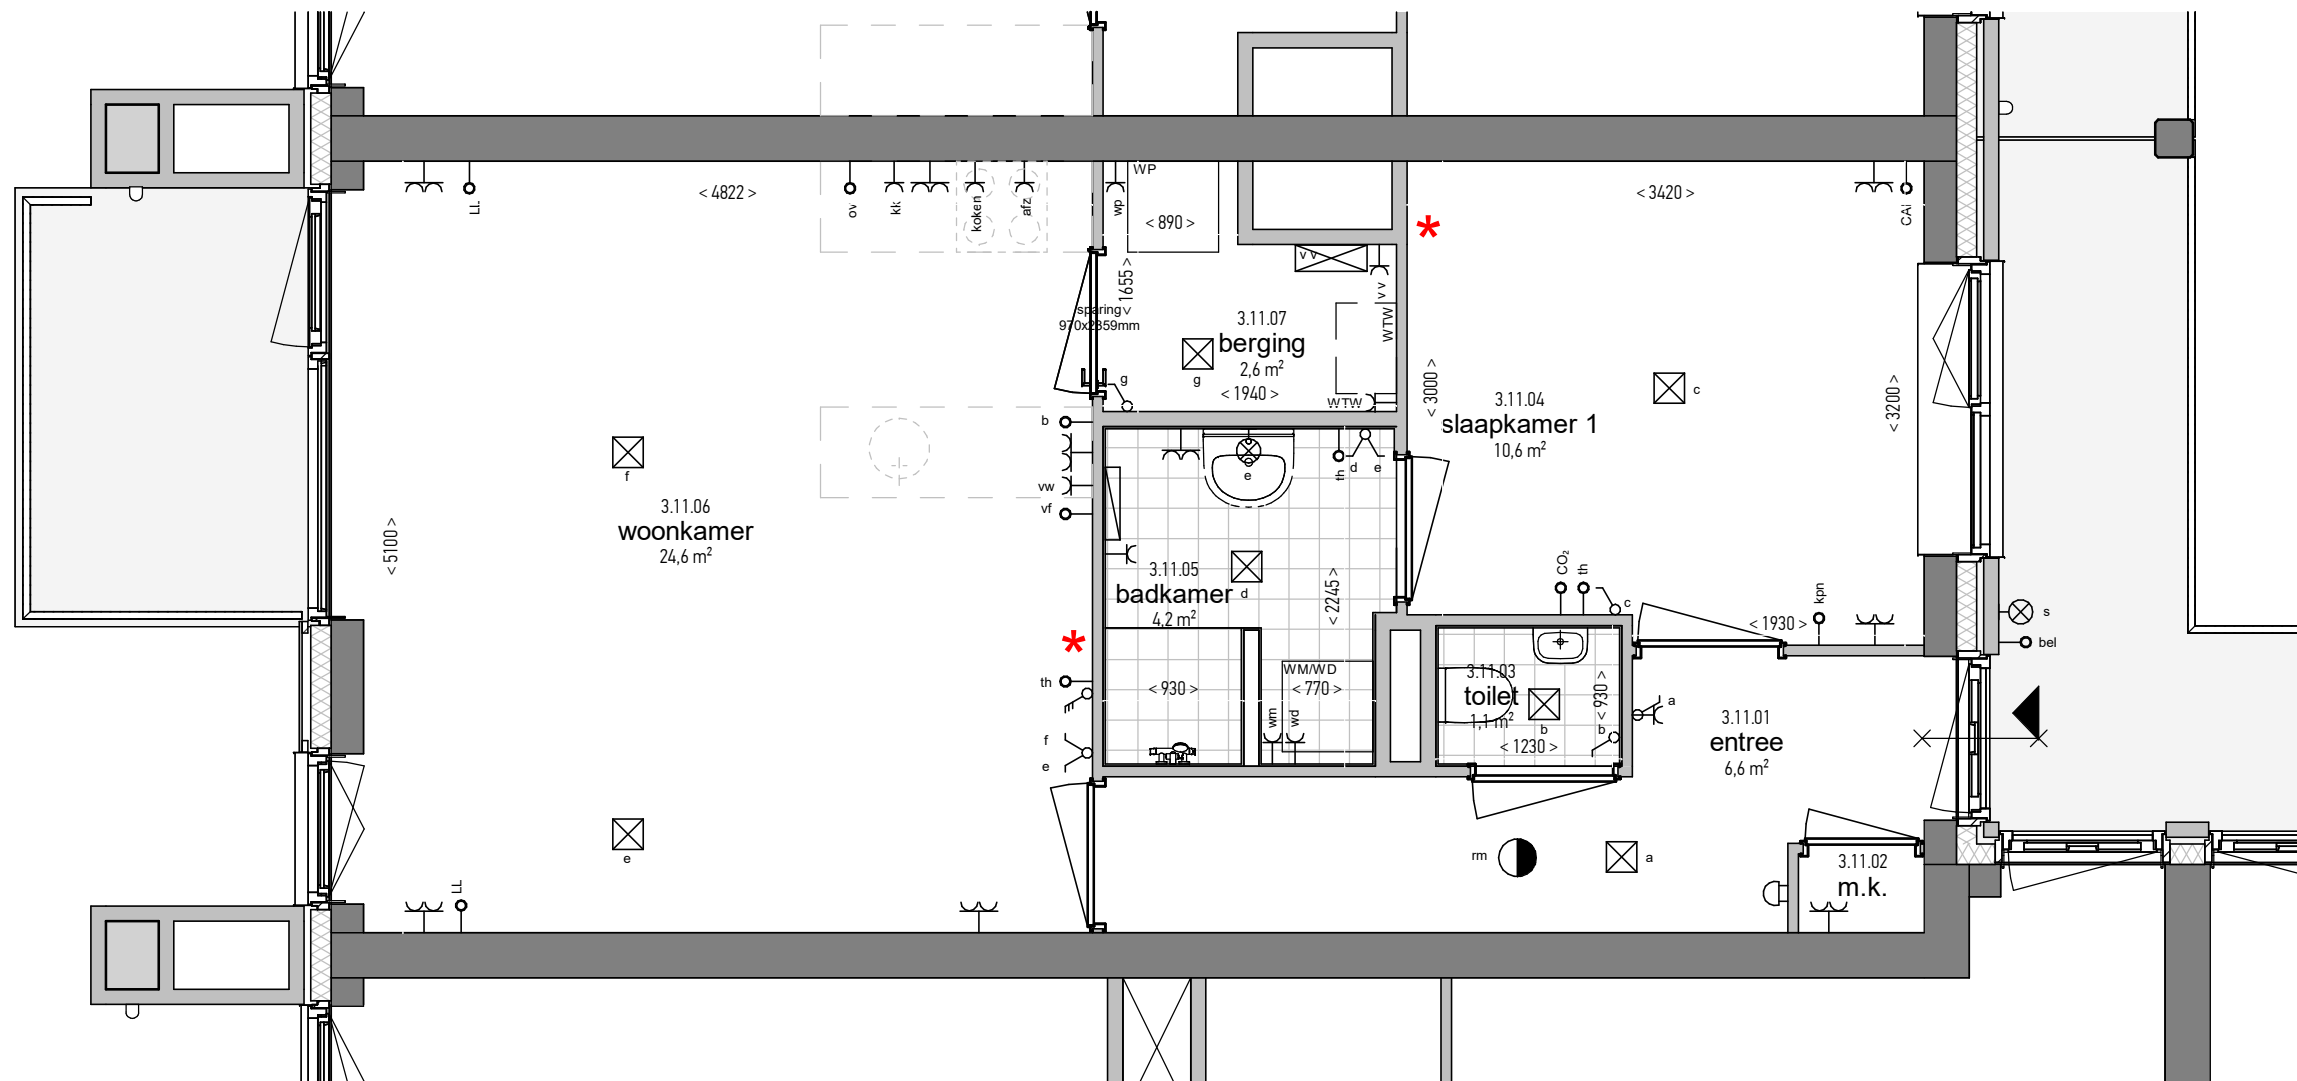 < 4822 >
LL
ov
kk
koken
afz
wp
WP
< 890 >
< 1655 >
sparing
970x2359mm
v v
v v
WTW
WTW
3.11.07
berging
2,6 m²
< 1940 >
g
g
*
< 3420 >
CAI
< 3000 >
3.11.04
slaapkamer 1
10,6 m²
c
< 3200 >
f
3.11.06
woonkamer
24,6 m²
< 5100 >
b
vw
vf
*
th
f
e
e
LL
e
th
d
e
3.11.05
badkamer
4,2 m²
d
< 2245 >
< 930 >
WM/WD
< 770 >
wm
wd
CO₂
th
c
< 1930 >
kpn
s
bel
3.11.03
toilet
1,1 m²
< 930 >
b
b
< 1230 >
a
3.11.01
entree
6,6 m²
rm
a
3.11.02
m.k.